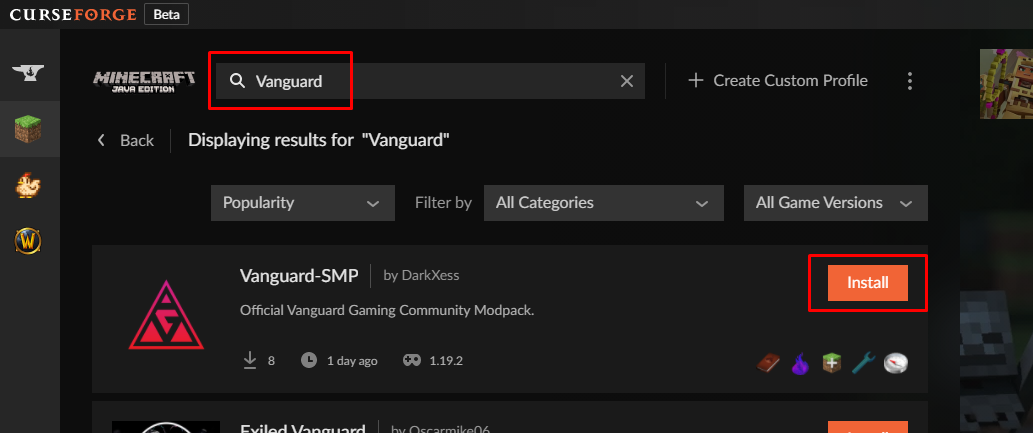 CURSEFORGE Beta
MINECRAFT
JAVA EDITION
Vanguard
Create Custom Profile
Back Displaying results for "Vanguard"
Popularity Filter by All Categories All Game Versions
Vanguard-SMP by DarkXess
Install
Official Vanguard Gaming Community Modpack.
8 1 day ago 1.19.2
Exiled Vanguard by Oscarmike06
Install